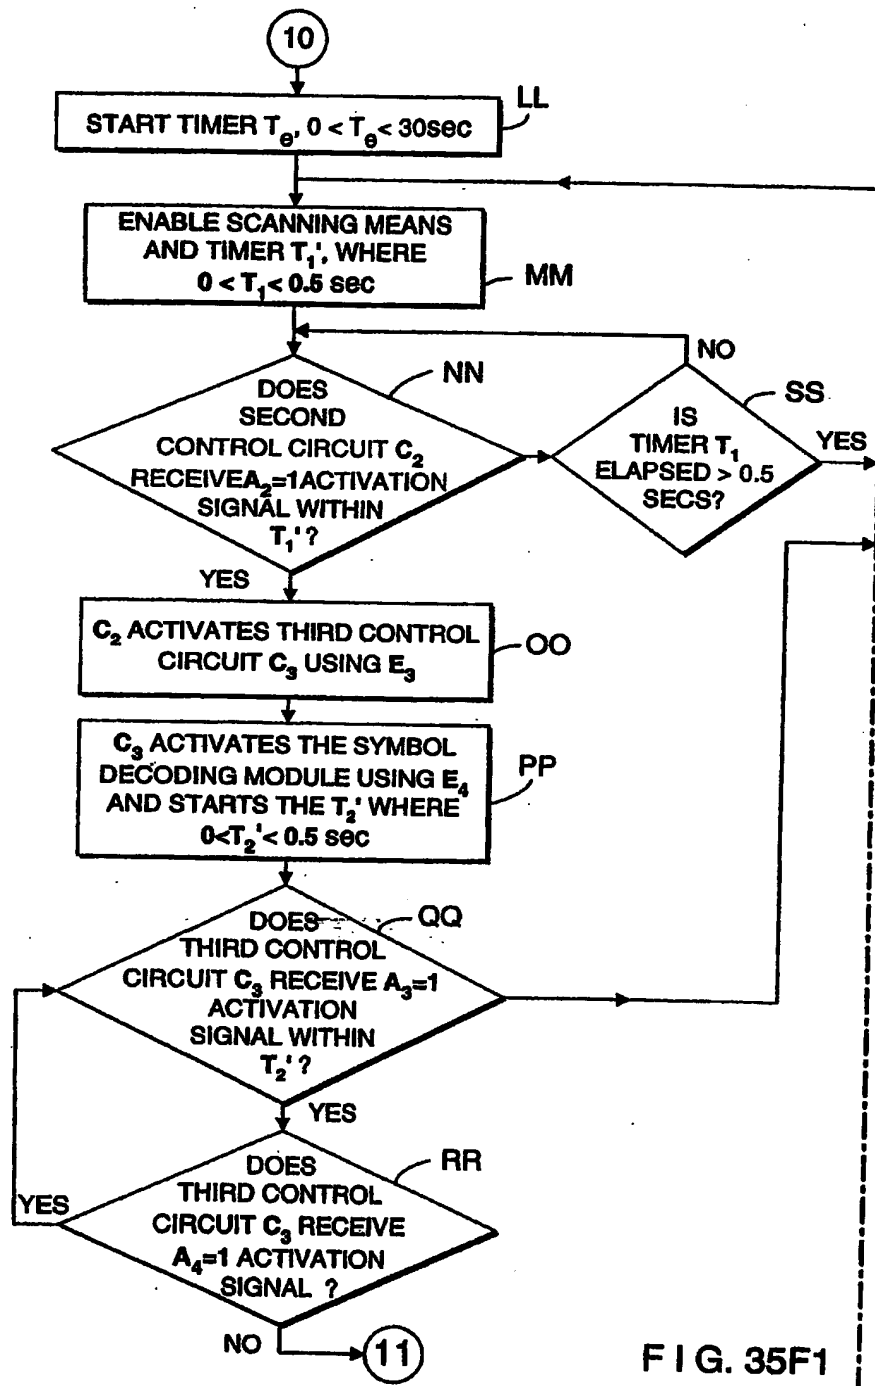 10
LL
START TIMER Tₑ, 0 < Tₑ < 30sec
ENABLE SCANNING MEANS
AND TIMER T₁', WHERE
0 < T₁ < 0.5 sec
MM
NO
NN
DOES
SECOND
CONTROL CIRCUIT C₂
RECEIVEA₂=1ACTIVATION
SIGNAL WITHIN
T₁' ?
SS
IS
TIMER T₁
ELAPSED > 0.5
SECS?
YES
YES
C₂ ACTIVATES THIRD CONTROL
CIRCUIT C₃ USING E₃
OO
C₃ ACTIVATES THE SYMBOL
DECODING MODULE USING E₄
AND STARTS THE T₂' WHERE
0<T₂'< 0.5 sec
PP
DOES
QQ
THIRD CONTROL
CIRCUIT C₃ RECEIVE A₃=1
ACTIVATION
SIGNAL WITHIN
T₂' ?
YES
DOES
RR
THIRD CONTROL
YES
CIRCUIT C₃ RECEIVE
A₄=1 ACTIVATION
SIGNAL ?
NO
11
FIG. 35F1